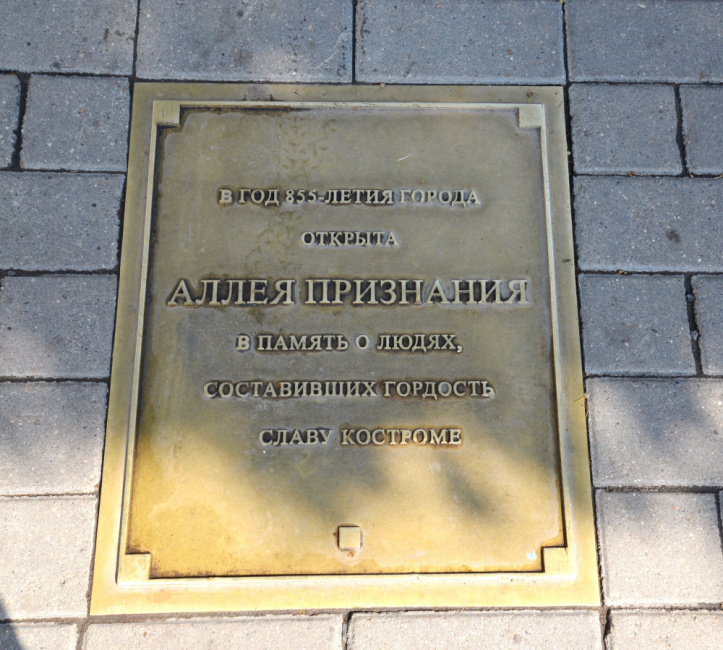 В ГОД 855-ЛЕТИЯ ГОРОДА
ОТКРЫТА
АЛЛЕЯ ПРИЗНАНИЯ
В ПАМЯТЬ О ЛЮДЯХ,
СОСТАВИВШИХ ГОРДОСТЬ
СЛАВУ КОСТРОМЕ